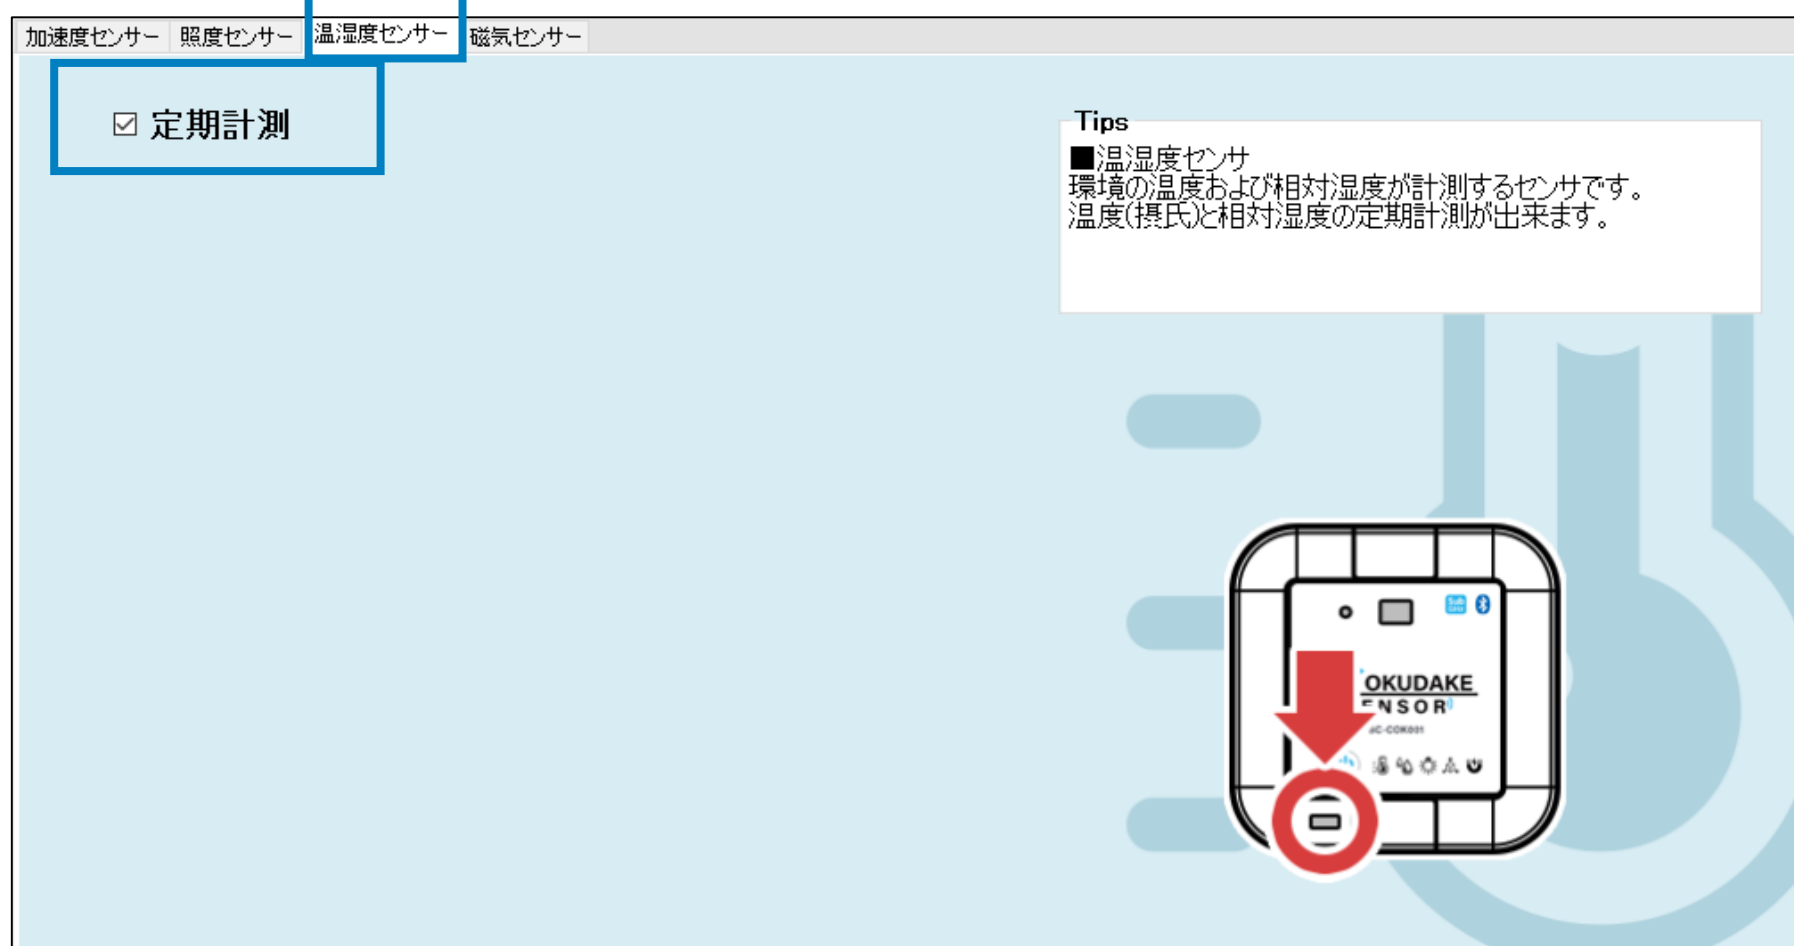 加速度センサー 照度センサー 温湿度センサー 磁気センサー
定期計測
Tips
■温湿度センサ
環境の温度および相対湿度が計測するセンサです。
温度(摂氏)と相対湿度の定期計測が出来ます。
OKUDAKE
ENSOR